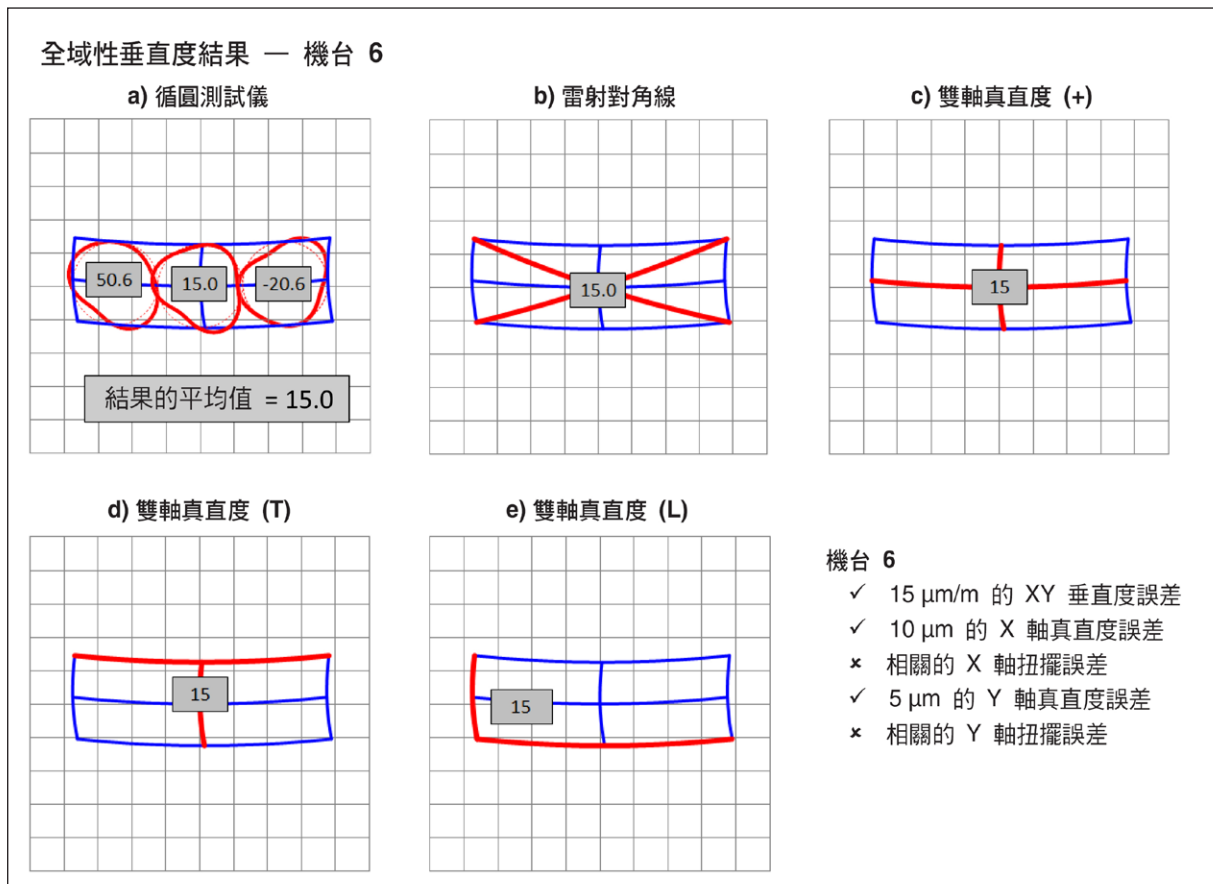 全域性垂直度結果 — 機台 6
a) 循圓測試儀
b) 雷射對角線
c) 雙軸真直度 (+)
50.6
15.0
-20.6
15.0
15
結果的平均值 = 15.0
d) 雙軸真直度 (T)
e) 雙軸真直度 (L)
15
15
機台 6
✓ 15 µm/m 的 XY 垂直度誤差
✓ 10 µm 的 X 軸真直度誤差
× 相關的 X 軸扭擺誤差
✓ 5 µm 的 Y 軸真直度誤差
× 相關的 Y 軸扭擺誤差